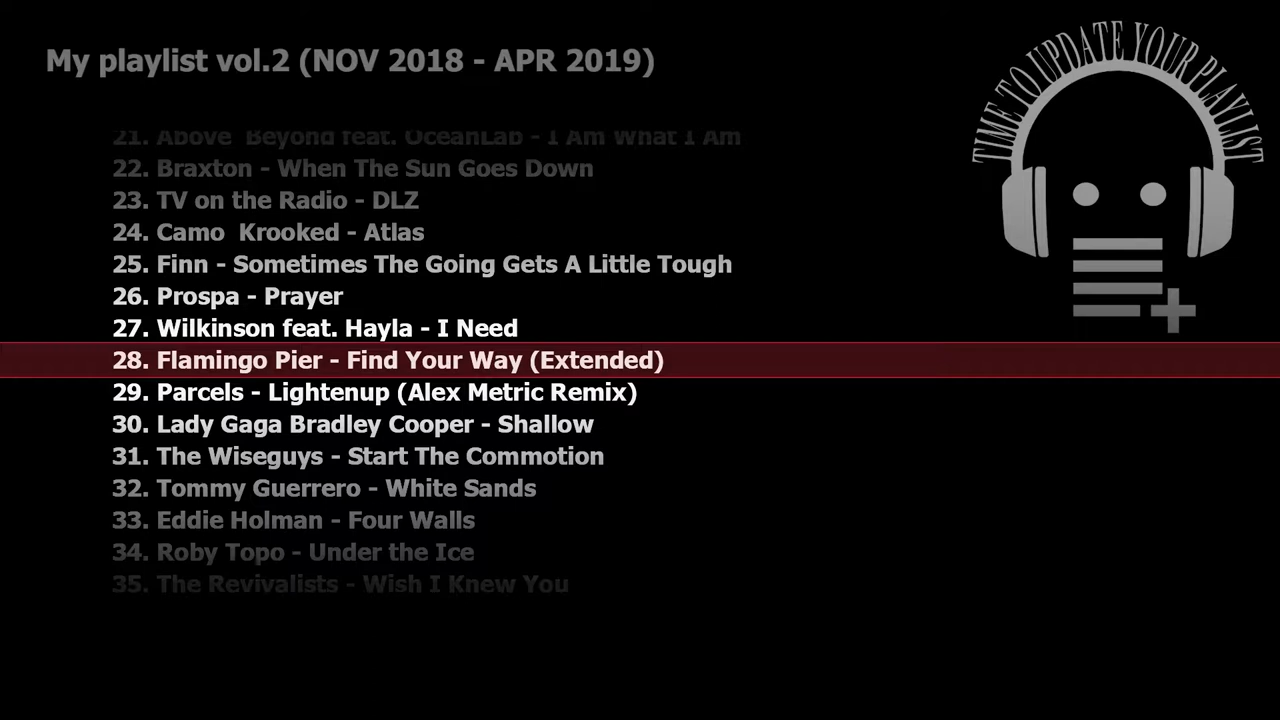 My playlist vol.2 (NOV 2018 - APR 2019)
TIME TO UPDATE YOUR PLAYLIST
21. Above  Beyond feat. OceanLab - I Am What I Am
22. Braxton - When The Sun Goes Down
23. TV on the Radio - DLZ
24. Camo  Krooked - Atlas
25. Finn - Sometimes The Going Gets A Little Tough
26. Prospa - Prayer
27. Wilkinson feat. Hayla - I Need
28. Flamingo Pier - Find Your Way (Extended)
29. Parcels - Lightenup (Alex Metric Remix)
30. Lady Gaga Bradley Cooper - Shallow
31. The Wiseguys - Start The Commotion
32. Tommy Guerrero - White Sands
33. Eddie Holman - Four Walls
34. Roby Topo - Under the Ice
35. The Revivalists - Wish I Knew You